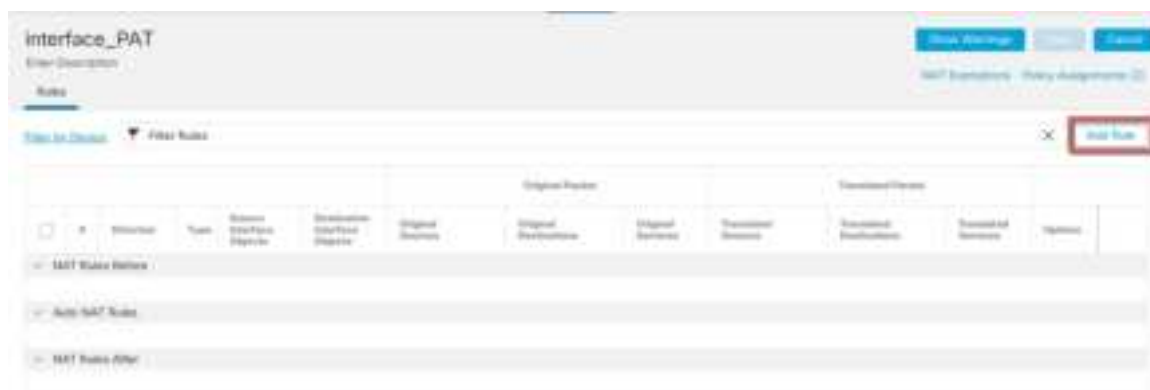 interface_PAT
Show Warnings Save Cancel
Enter Description
NAT Exemptions Policy Assignments (2)
Rules
Filter by Device Filter Rules X Add Rule
Original Packet Translated Packet
# Direction Type Source Interface Objects Destination Interface Objects Original Sources Original Destinations Original Services Translated Sources Translated Destinations Translated Services Options
NAT Rules Before
Auto NAT Rules
NAT Rules After